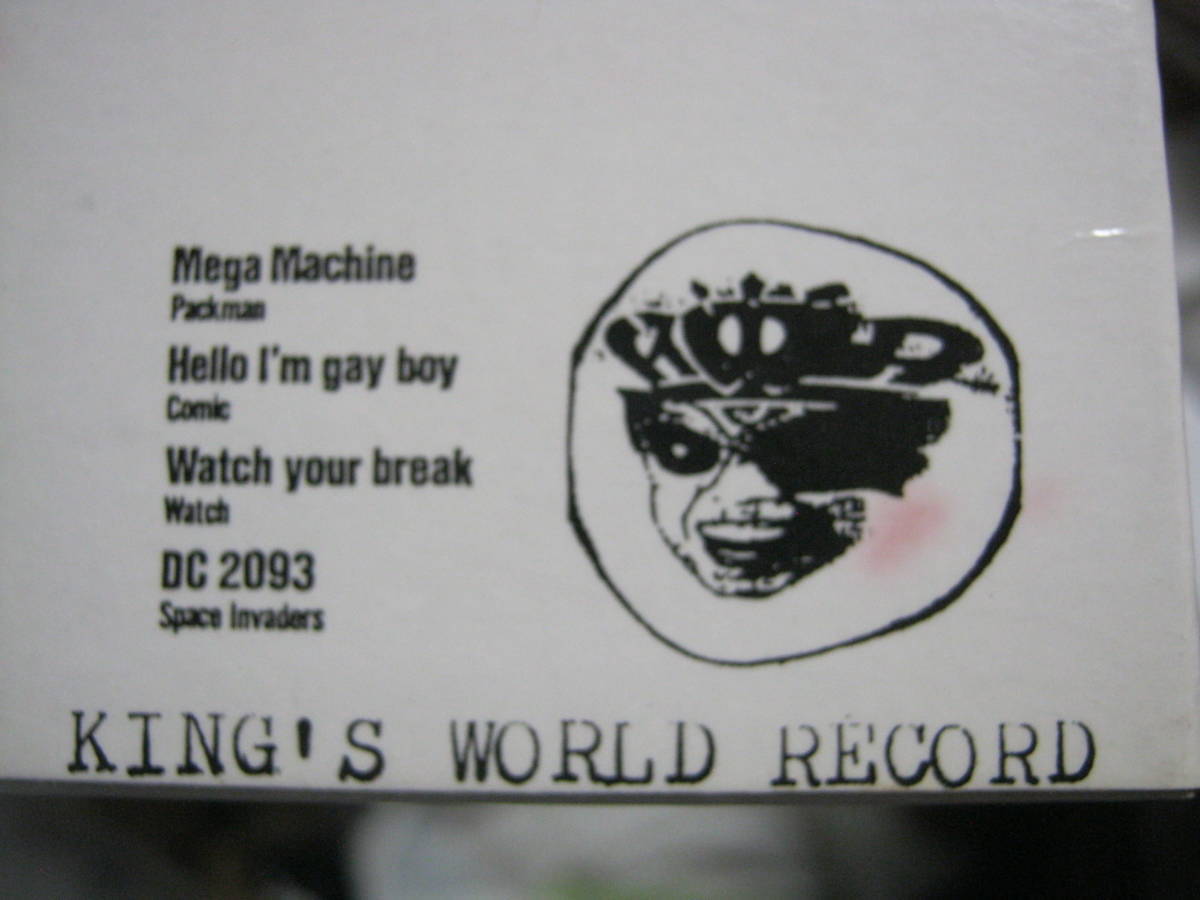 Mega Machine
Packman
Hello I'm gay boy
Comic
Watch your break
Watch
DC 2093
Space Invaders
KING'S WORLD RECORD